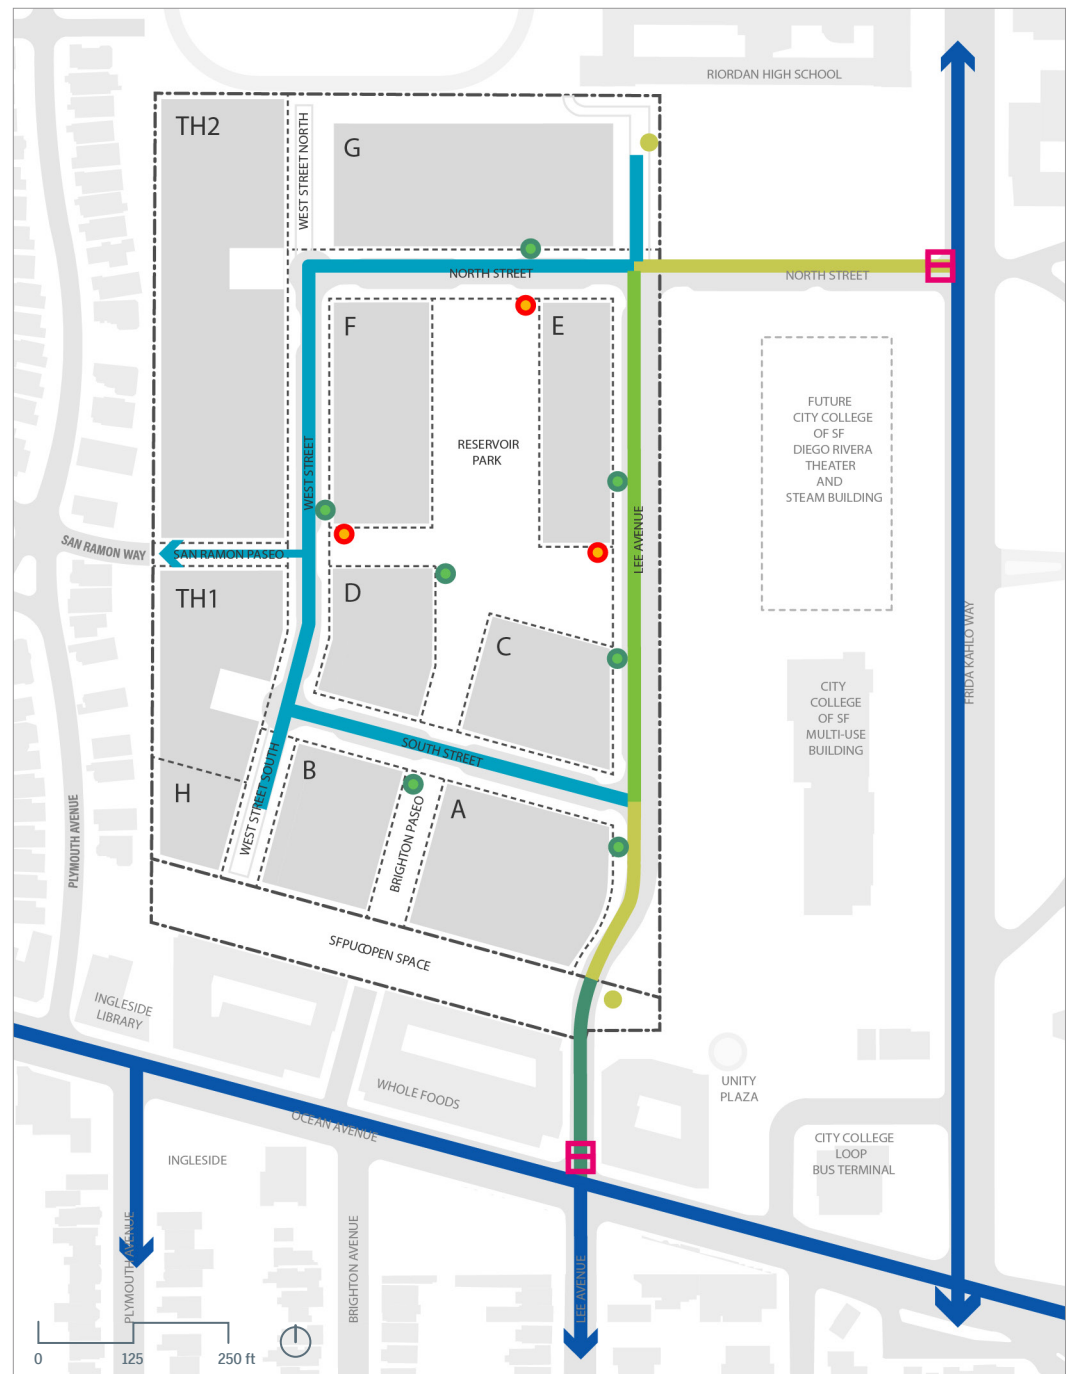 RIORDAN HIGH SCHOOL
TH2
G
WEST STREET NORTH
NORTH STREET
NORTH STREET
F
E
RESERVOIR
PARK
WEST STREET
LEE AVENUE
FUTURE
CITY COLLEGE
OF SF
DIEGO RIVERA
THEATER
AND
STEAM BUILDING
SAN RAMON WAY
SAN RAMON PASEO
TH1
D
C
FRIDA KAHLO WAY
CITY
COLLEGE
OF SF
MULTI-USE
BUILDING
SOUTH STREET
WEST STREET SOUTH
B
H
A
BRIGHTON PASEO
PLYMOUTH AVENUE
SFPUCOPEN SPACE
INGLESIDE
LIBRARY
WHOLE FOODS
UNITY
PLAZA
OCEAN AVENUE
INGLESIDE
CITY COLLEGE
LOOP
BUS TERMINAL
PLYMOUTH AVENUE
BRIGHTON AVENUE
LEE AVENUE
0 125 250 ft